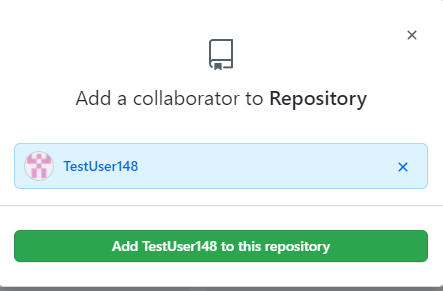 Add a collaborator to Repository
TestUser148
Add TestUser148 to this repository